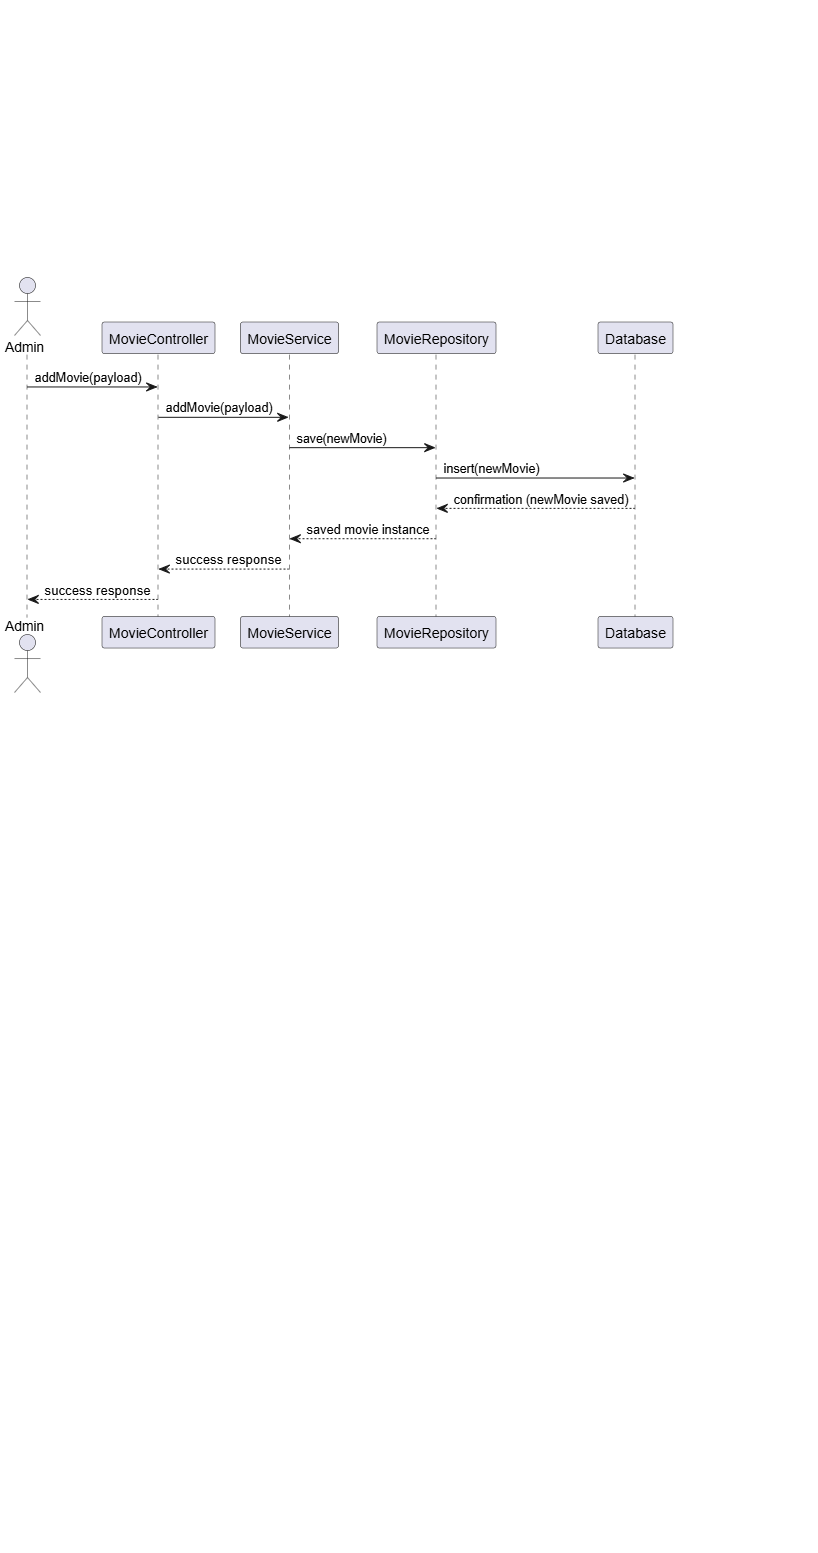 Admin
MovieController
MovieService
MovieRepository
Database
addMovie(payload)
addMovie(payload)
save(newMovie)
insert(newMovie)
confirmation (newMovie saved)
saved movie instance
success response
success response
Admin
MovieController
MovieService
MovieRepository
Database